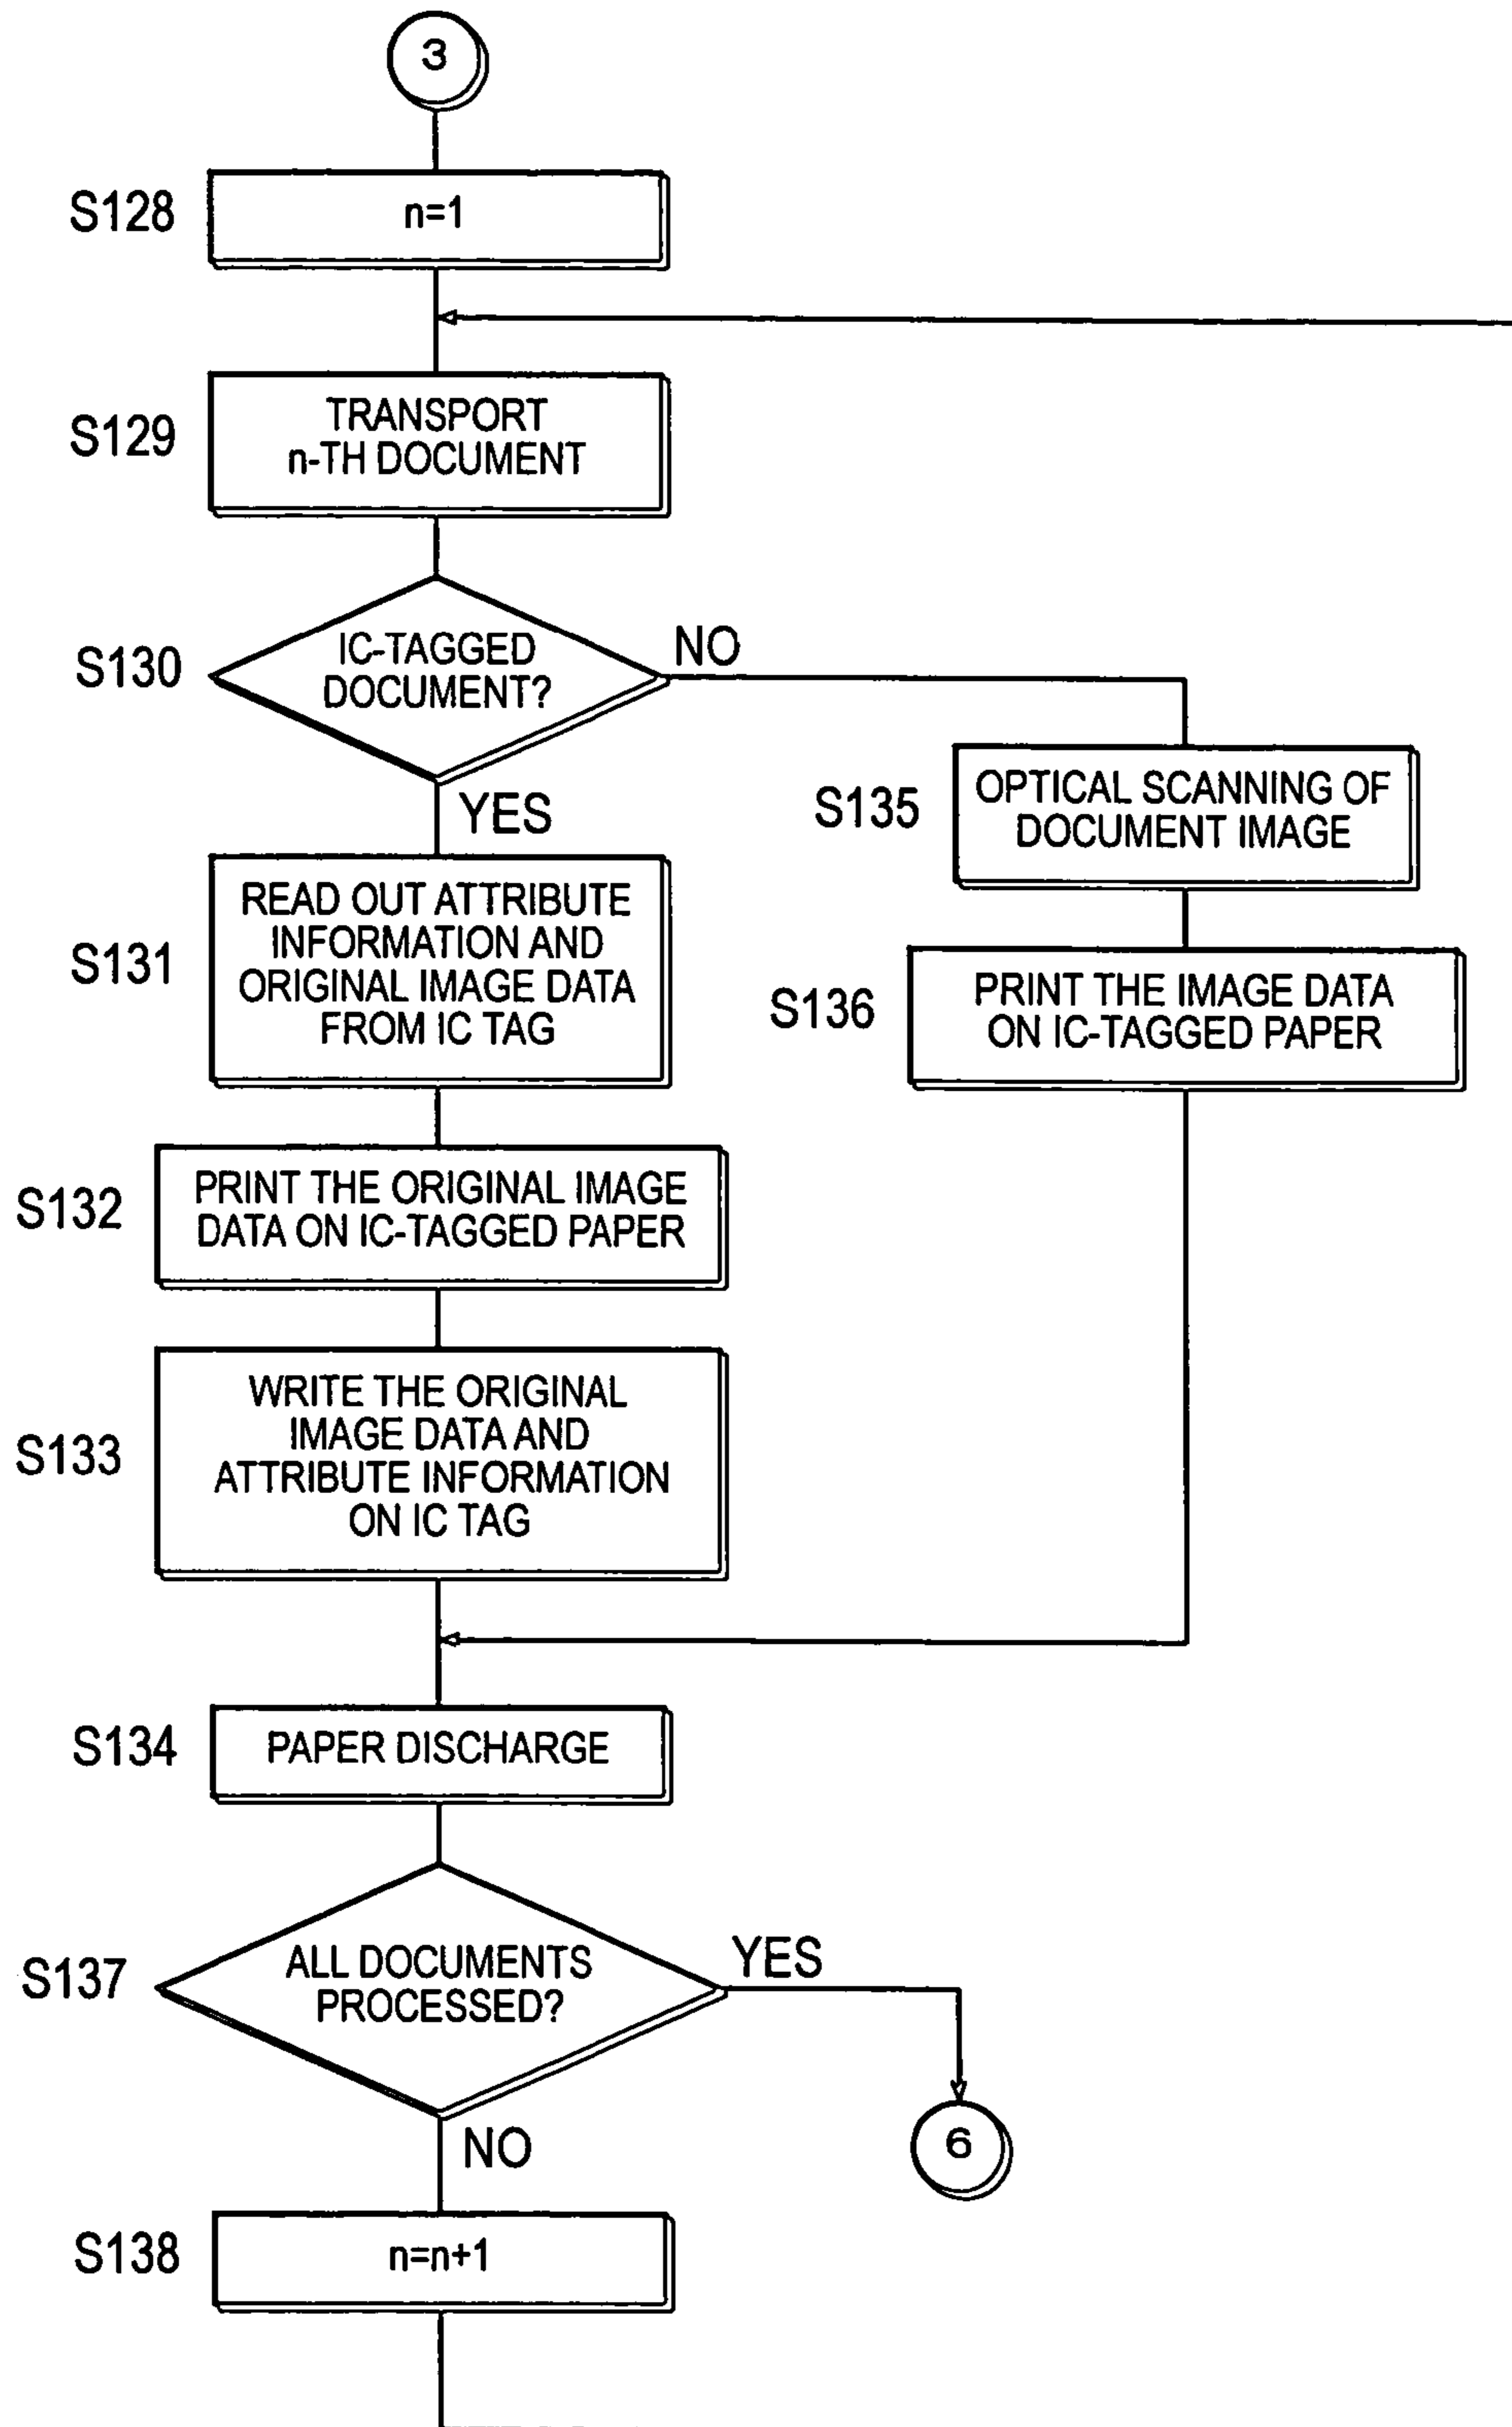 3
S128
n=1
S129
TRANSPORT
n-TH DOCUMENT
S130
IC-TAGGED
DOCUMENT?
NO
YES
S135
OPTICAL SCANNING OF
DOCUMENT IMAGE
S131
READ OUT ATTRIBUTE
INFORMATION AND
ORIGINAL IMAGE DATA
FROM IC TAG
S136
PRINT THE IMAGE DATA
ON IC-TAGGED PAPER
S132
PRINT THE ORIGINAL IMAGE
DATA ON IC-TAGGED PAPER
S133
WRITE THE ORIGINAL
IMAGE DATA AND
ATTRIBUTE INFORMATION
ON IC TAG
S134
PAPER DISCHARGE
S137
ALL DOCUMENTS
PROCESSED?
YES
6
NO
S138
n=n+1